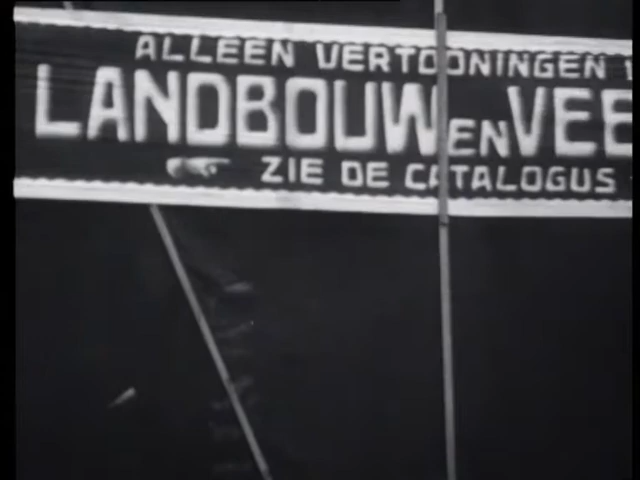 ALLEEN VERTOONINGEN
LANDBOUW EN VEE
ZIE DE CATALOGUS